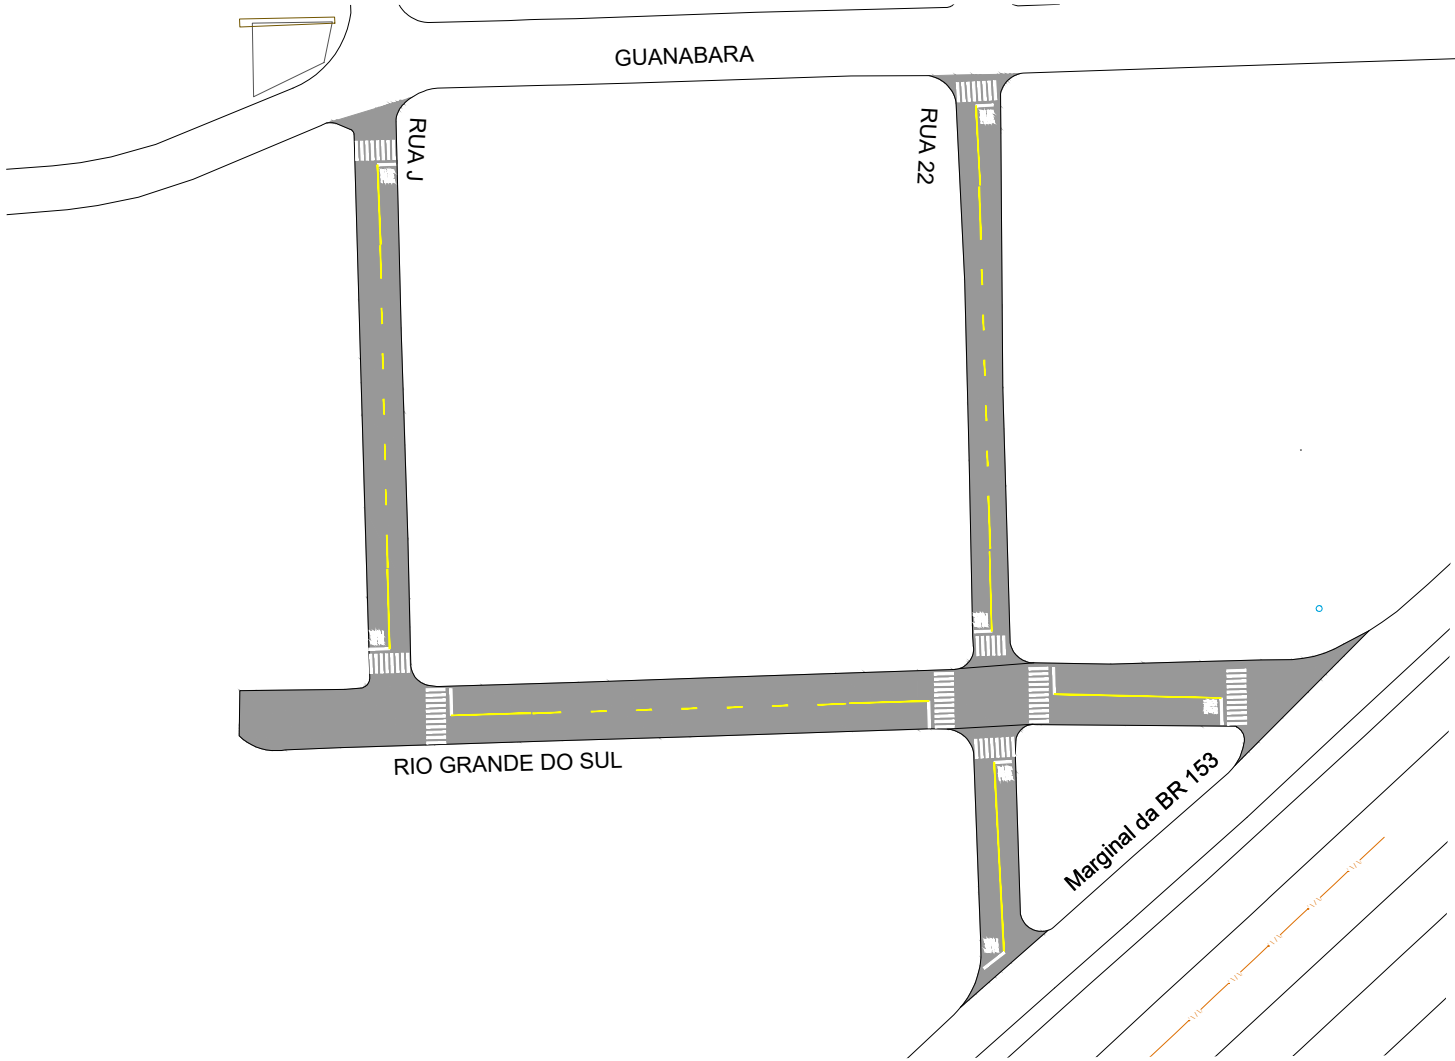 GUANABARA
RUA J
RUA 22
RIO GRANDE DO SUL
Marginal da BR 153